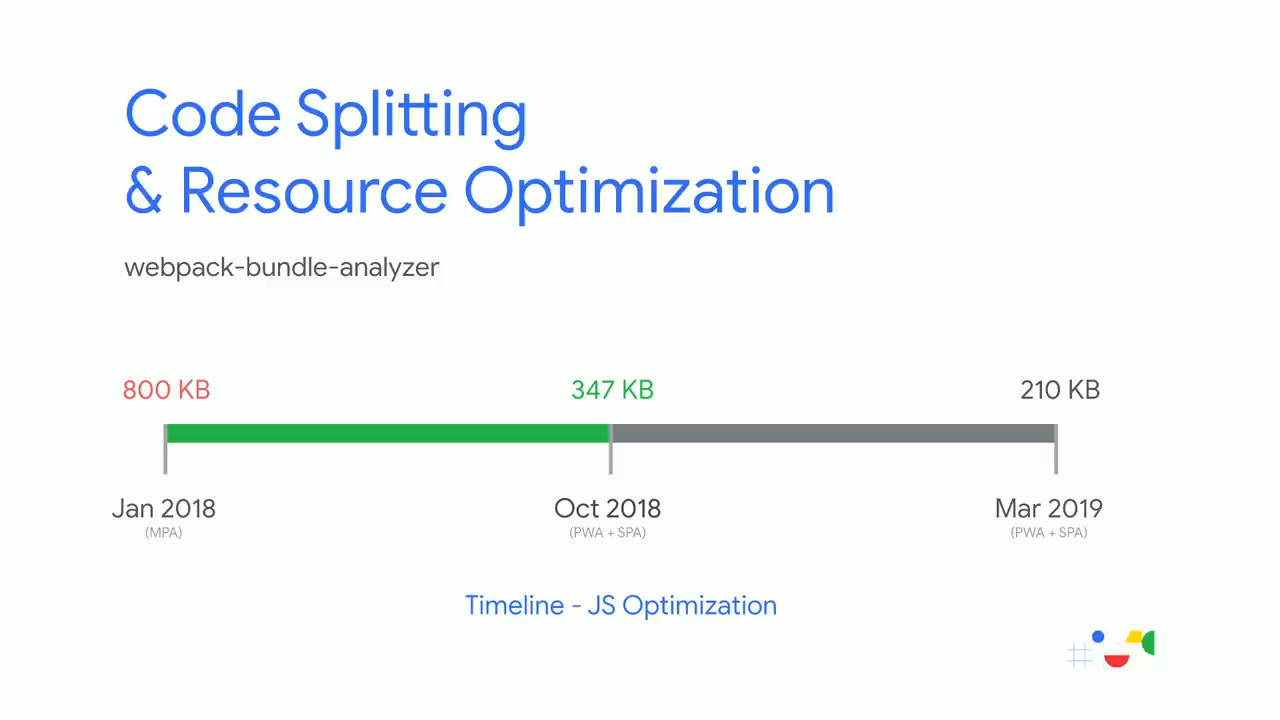 Code Splitting
& Resource Optimization
webpack-bundle-analyzer
800 KB
347 KB
210 KB
Jan 2018
(MPA)
Oct 2018
(PWA + SPA)
Mar 2019
(PWA + SPA)
Timeline - JS Optimization